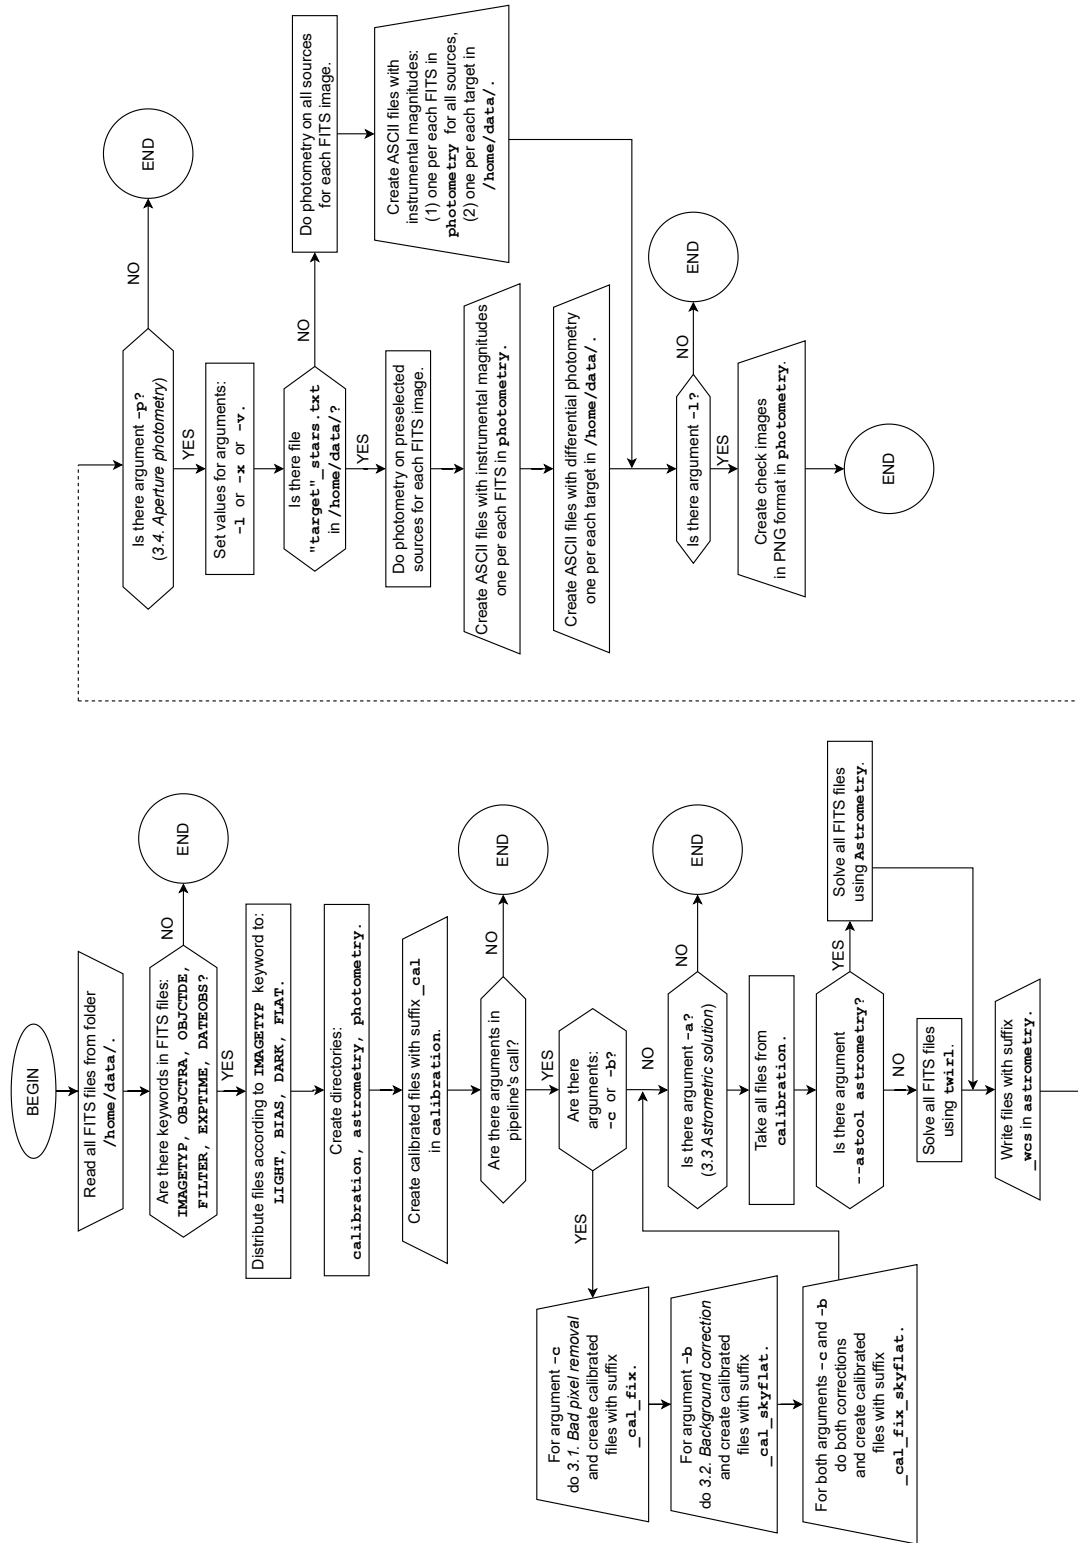 BEGIN
Read all FITS files from folder
/home/data/.
Are there keywords in FITS files:
IMAGETYP, OBJCTRA, OBJCTDE,
FILTER, EXPTIME, DATEOBS?
NO
END
YES
Distribute files according to IMAGETYP keyword to:
LIGHT, BIAS, DARK, FLAT.
Create directories:
calibration, astrometry, photometry.
Create calibrated files with suffix _cal
in calibration.
Are there arguments in
pipeline's call?
NO
END
YES
Are there
arguments:
-c or -b?
YES
NO
For argument -c
do 3.1. Bad pixel removal
and create calibrated
files with suffix
_cal_fix.
For argument -b
do 3.2. Background correction
and create calibrated
files with suffix
_cal_skyflat.
For both arguments -c and -b
do both corrections
and create calibrated
files with suffix
_cal_fix_skyflat.
Is there argument -a?
(3.3 Astrometric solution)
NO
END
Take all files from
calibration.
Is there argument
--asctool astrometry?
YES
Solve all FITS files
using Astrometry.
NO
Solve all FITS files
using twirl.
Write files with suffix
_wcs in astrometry.
Is there argument -p?
(3.4. Aperture photometry)
NO
END
YES
Set values for arguments:
-l or -x or -v.
Is there file
"target"_stars.txt
in /home/data/?
NO
Do photometry on all sources
for each FITS image.
Create ASCII files with
instrumental magnitudes:
(1) one per each FITS in
photometry for all sources,
(2) one per each target in
/home/data/.
YES
Do photometry on preselected
sources for each FITS image.
Create ASCII files with instrumental magnitudes
one per each FITS in photometry.
Create ASCII files with differential photometry
one per each target in /home/data/.
Is there argument -l?
NO
END
YES
Create check images
in PNG format in photometry.
END